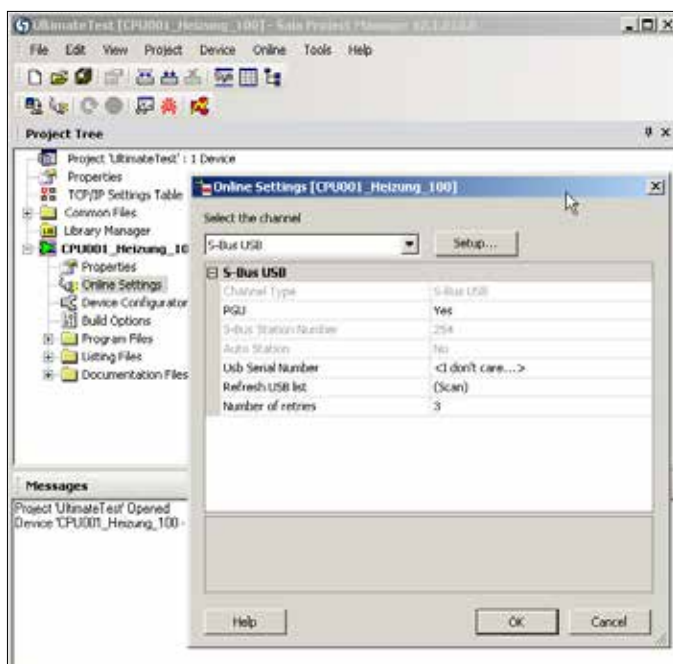 UltimateTest [CPU001_Heizung_100] - Saia Project Manager
File Edit View Project Device Online Tools Help
Project Tree
Project 'UltimateTest' : 1 Device
Properties
TCP/IP Settings Table
Common Files
Library Manager
CPU001_Heizung_10
Properties
Online Settings
Device Configurator
Build Options
Program Files
Listing Files
Documentation Files
Messages
Project 'UltimateTest' Opened
Device 'CPU001_Heizung_100 -
Online Settings [CPU001_Heizung_100]
Select the channel
S-Bus USB
Setup...
S-Bus USB
Channel Type S-Bus USB
PGU Yes
S-Bus Station Number 254
Auto Station No
Usb Serial Number <I don't care...>
Refresh USB list (Scan)
Number of retries 3
Help OK Cancel